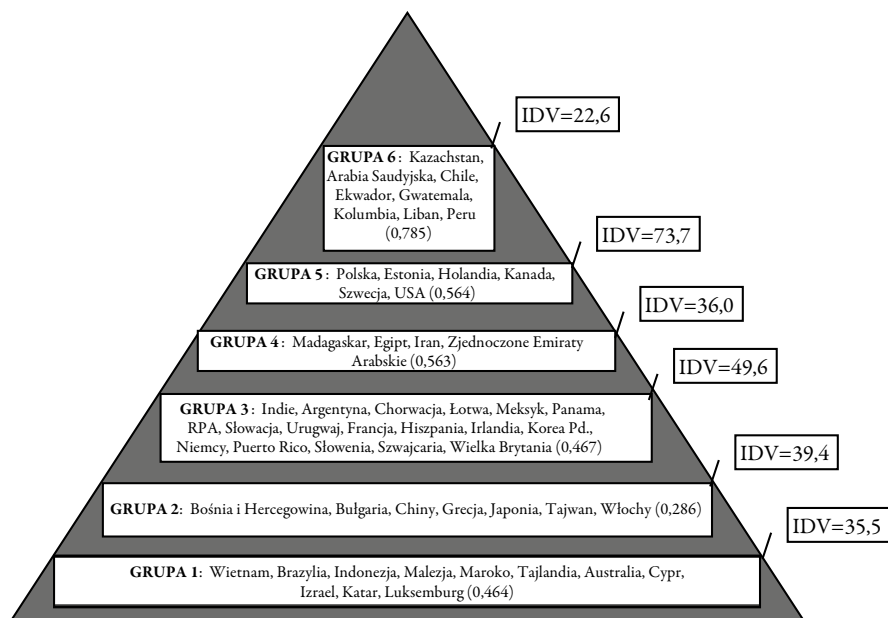 IDV=22,6
GRUPA 6: Kazachstan,
Arabia Saudyjska, Chile,
Ekwador, Gwatemala,
Kolumbia, Liban, Peru
(0,785)
IDV=73,7
GRUPA 5: Polska, Estonia, Holandia, Kanada,
Szwecja, USA (0,564)
IDV=36,0
GRUPA 4: Madagaskar, Egipt, Iran, Zjednoczone Emiraty
Arabskie (0,563)
IDV=49,6
GRUPA 3: Indie, Argentyna, Chorwacja, Łotwa, Meksyk, Panama,
RPA, Słowacja, Urugwaj, Francja, Hiszpania, Irlandia, Korea Pd.,
Niemcy, Puerto Rico, Słowenia, Szwajcaria, Wielka Brytania (0,467)
IDV=39,4
GRUPA 2: Bośnia i Hercegowina, Bułgaria, Chiny, Grecja, Japonia, Tajwan, Włochy (0,286)
IDV=35,5
GRUPA 1: Wietnam, Brazylia, Indonezja, Malezja, Maroko, Tajlandia, Australia, Cypr,
Izrael, Katar, Luksemburg (0,464)